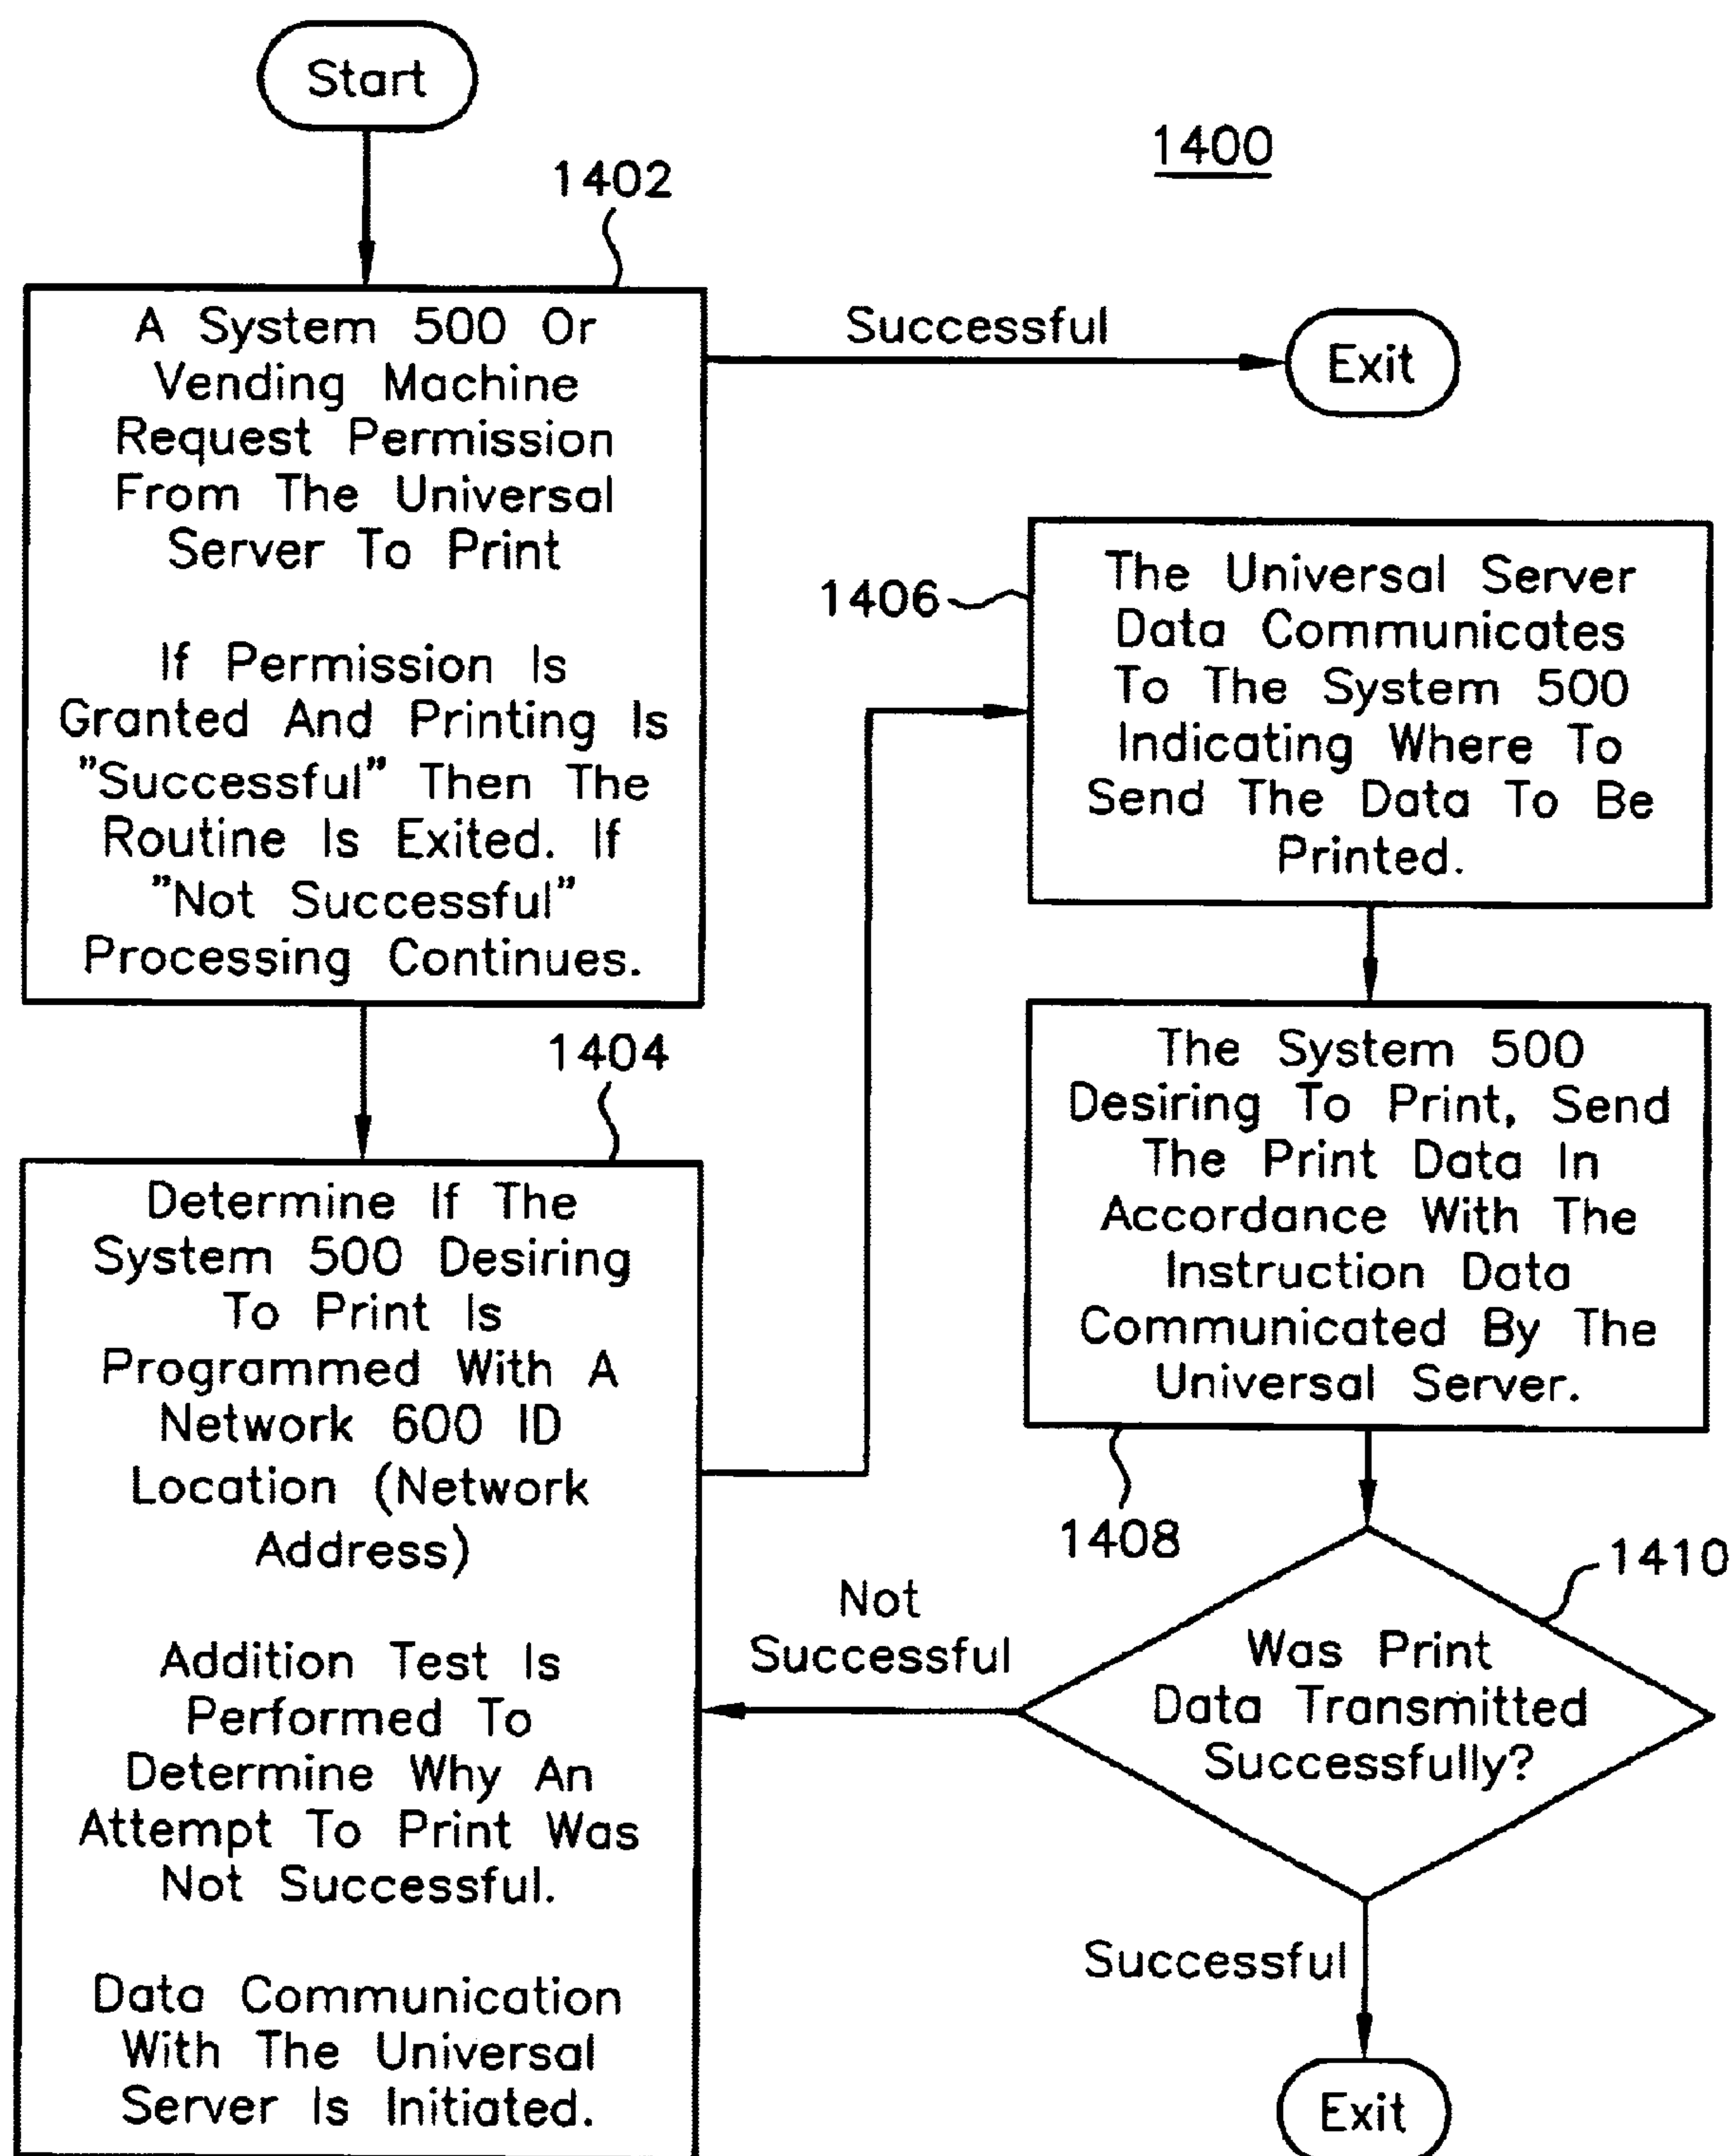 Start
1400
1402
A System 500 Or
Vending Machine
Request Permission
From The Universal
Server To Print
If Permission Is
Granted And Printing Is
"Successful" Then The
Routine Is Exited. If
"Not Successful"
Processing Continues.
Successful
Exit
1404
Determine If The
System 500 Desiring
To Print Is
Programmed With A
Network 600 ID
Location (Network
Address)
Addition Test Is
Performed To
Determine Why An
Attempt To Print Was
Not Successful.
Data Communication
With The Universal
Server Is Initiated.
1406
The Universal Server
Data Communicates
To The System 500
Indicating Where To
Send The Data To Be
Printed.
The System 500
Desiring To Print, Send
The Print Data In
Accordance With The
Instruction Data
Communicated By The
Universal Server.
1408
1410
Was Print
Data Transmitted
Successfully?
Not
Successful
Successful
Exit